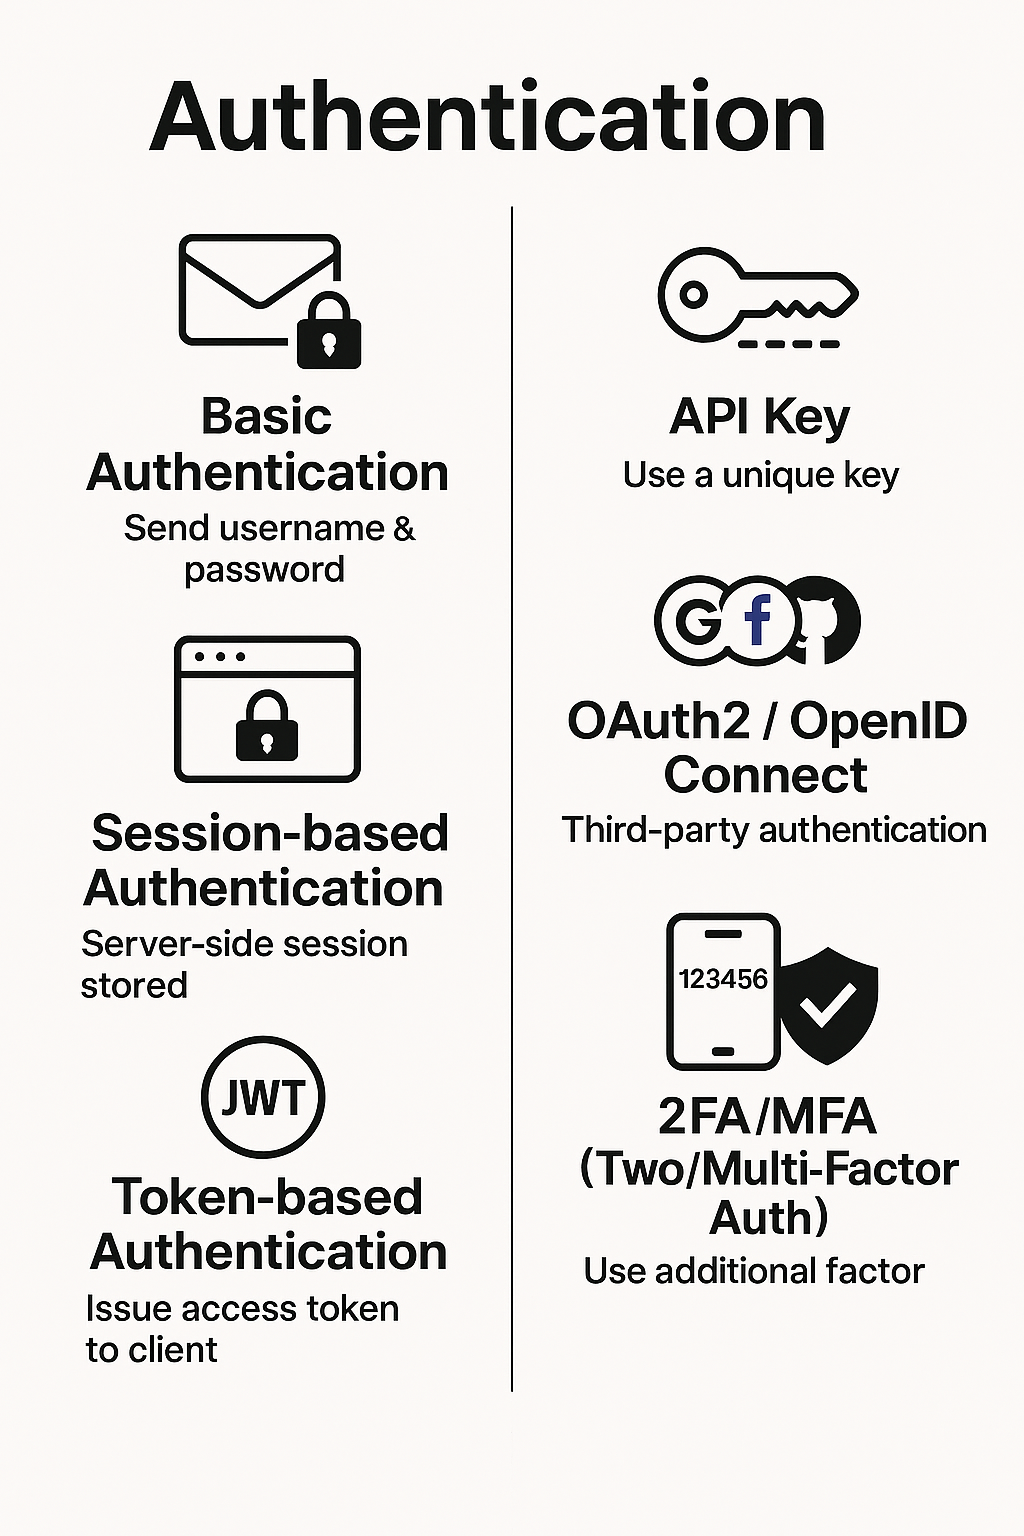 Authentication
Basic
Authentication
Send username &
password
Session-based
Authentication
Server-side session
stored
JWT
Token-based
Authentication
Issue access token
to client
API Key
Use a unique key
G f
OAuth2 / OpenID
Connect
Third-party authentication
123456
2FA/MFA
(Two/Multi-Factor
Auth)
Use additional factor